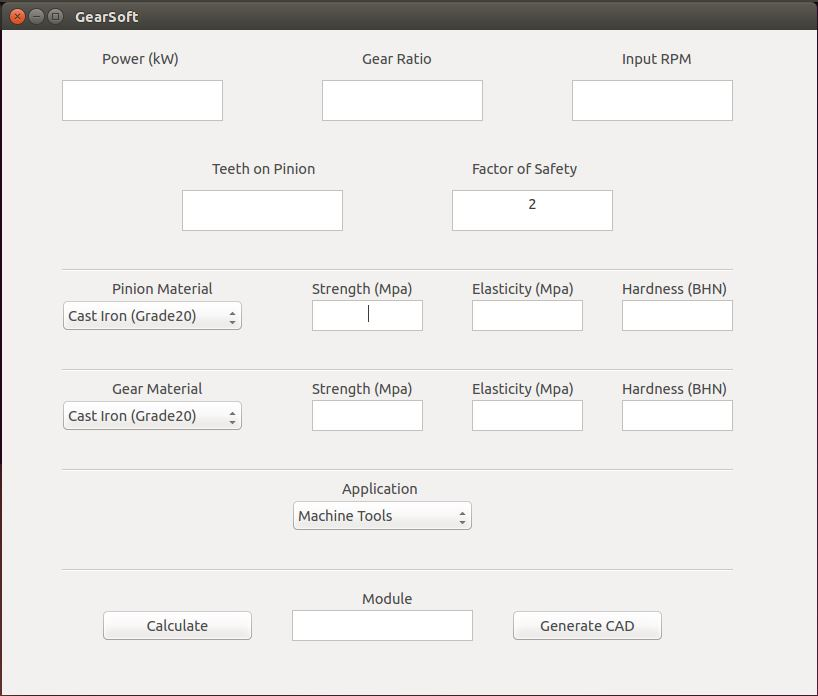 GearSoft
Power (kW) Gear Ratio Input RPM
Teeth on Pinion Factor of Safety
2
Pinion Material Strength (Mpa) Elasticity (Mpa) Hardness (BHN)
Cast Iron (Grade20)
Gear Material Strength (Mpa) Elasticity (Mpa) Hardness (BHN)
Cast Iron (Grade20)
Application
Machine Tools
Module
Calculate Generate CAD